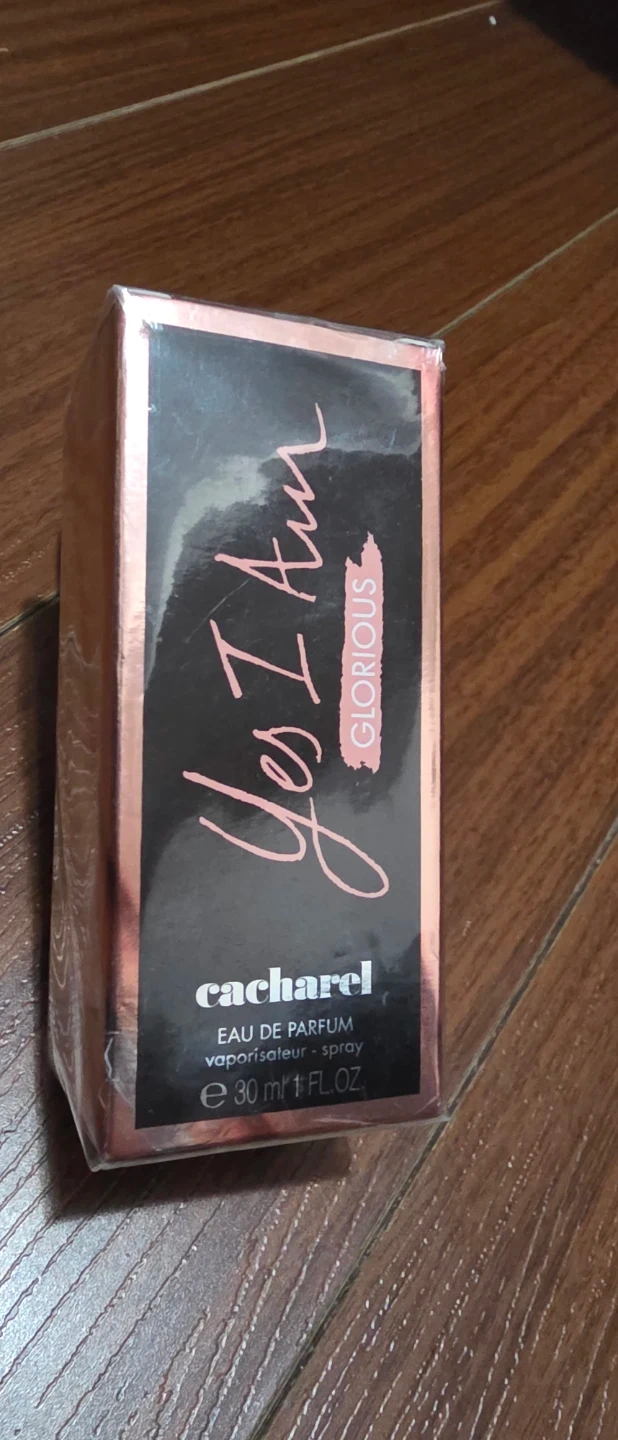 Yes I Am
GLORIOUS
cacharel
EAU DE PARFUM
vaporisateur - spray
℮ 30 ml 1 FL.OZ.